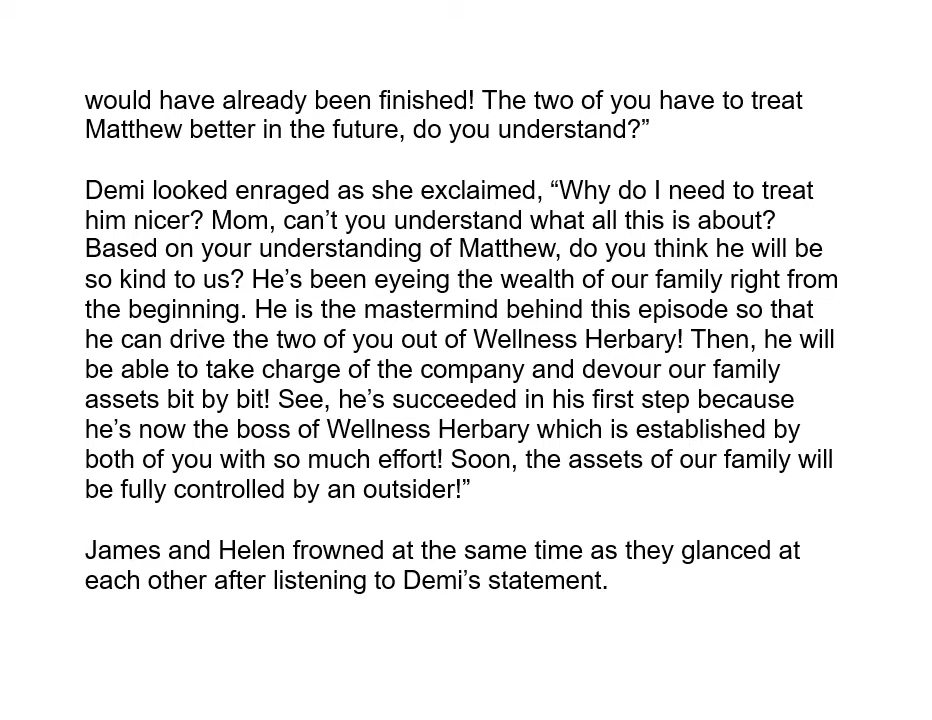 would have already been finished! The two of you have to treat
Matthew better in the future, do you understand?”
Demi looked enraged as she exclaimed, “Why do I need to treat
him nicer? Mom, can’t you understand what all this is about?
Based on your understanding of Matthew, do you think he will be
so kind to us? He’s been eyeing the wealth of our family right from
the beginning. He is the mastermind behind this episode so that
he can drive the two of you out of Wellness Herbary! Then, he will
be able to take charge of the company and devour our family
assets bit by bit! See, he’s succeeded in his first step because
he’s now the boss of Wellness Herbary which is established by
both of you with so much effort! Soon, the assets of our family will
be fully controlled by an outsider!”
James and Helen frowned at the same time as they glanced at
each other after listening to Demi’s statement.